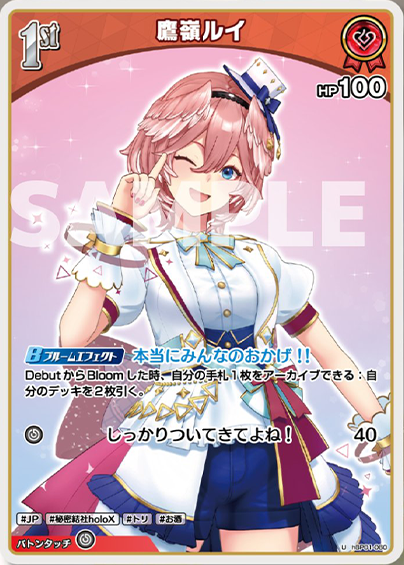 1st
鷹嶺ルイ
HP100
SAMPLE
B ブルームエフェクト 本当にみんなのおかげ!!
DebutからBloomした時、自分の手札1枚をアーカイブできる:自
分のデッキを2枚引く。
しっかりついてきてよね! 40
#JP #秘密結社holoX #トリ #お酒
バトンタッチ
U